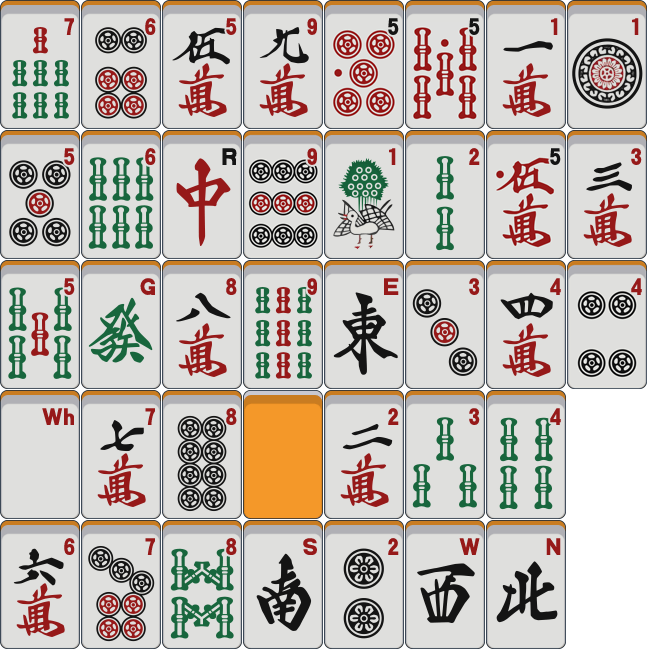 7 6 5 伍萬 9 九萬 5 5 1 一萬 1
5 6 R 中 9 1 2 5 伍萬 3 三萬
5 G 發 8 八萬 9 E 東 3 4 四萬 4
Wh 7 七萬 8 2 二萬 3 4
6 六萬 7 8 S 南 2 W 西 N 北